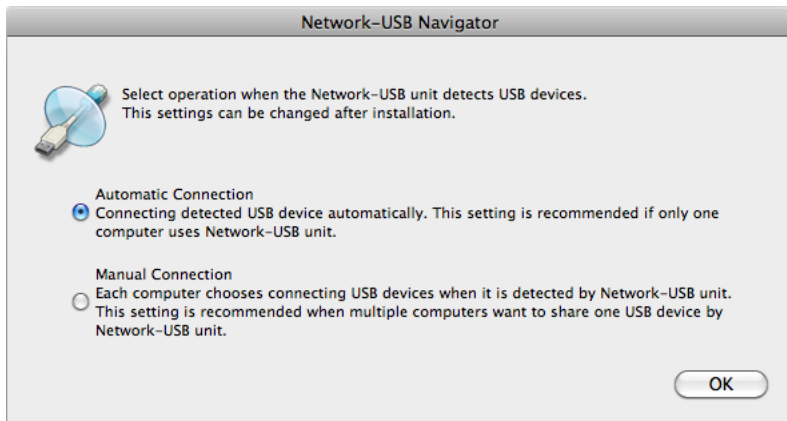 Network-USB Navigator
Select operation when the Network-USB unit detects USB devices.
This settings can be changed after installation.
Automatic Connection
Connecting detected USB device automatically. This setting is recommended if only one
computer uses Network-USB unit.
Manual Connection
Each computer chooses connecting USB devices when it is detected by Network-USB unit.
This setting is recommended when multiple computers want to share one USB device by
Network-USB unit.
OK